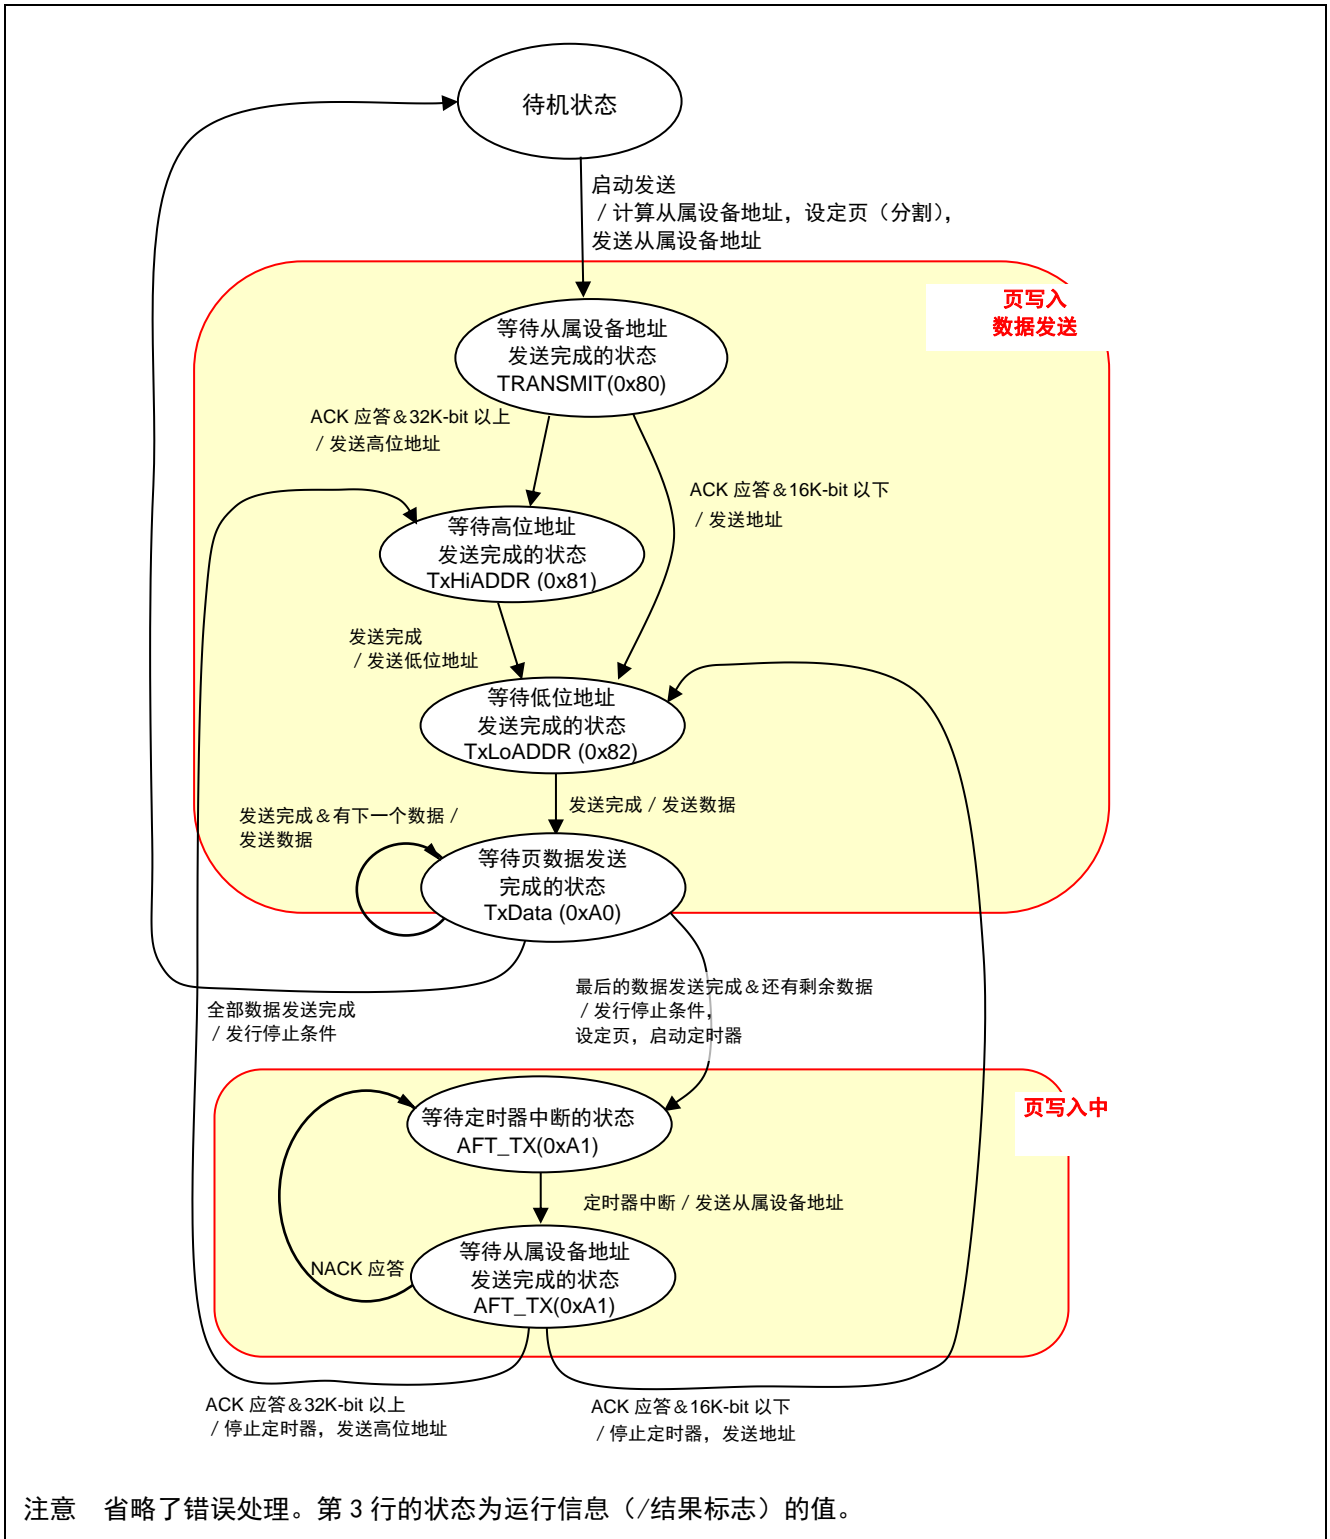 待机状态
启动发送
/ 计算从属设备地址，设定页（分割），
发送从属设备地址
页写入
数据发送
等待从属设备地址
发送完成的状态
TRANSMIT(0x80)
ACK 应答＆32K-bit 以上
/ 发送高位地址
ACK 应答＆16K-bit 以下
/ 发送地址
等待高位地址
发送完成的状态
TxHiADDR (0x81)
发送完成
/ 发送低位地址
等待低位地址
发送完成的状态
TxLoADDR (0x82)
发送完成 / 发送数据
发送完成＆有下一个数据 /
发送数据
等待页数据发送
完成的状态
TxData (0xA0)
最后的数据发送完成＆还有剩余数据
/ 发行停止条件，
设定页，启动定时器
全部数据发送完成
/ 发行停止条件
页写入中
等待定时器中断的状态
AFT_TX(0xA1)
定时器中断 / 发送从属设备地址
等待从属设备地址
发送完成的状态
AFT_TX(0xA1)
NACK 应答
ACK 应答＆32K-bit 以上
/ 停止定时器，发送高位地址
ACK 应答＆16K-bit 以下
/ 停止定时器，发送地址
注意　省略了错误处理。第 3 行的状态为运行信息（/结果标志）的值。